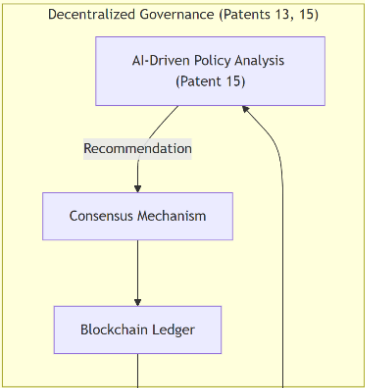 Decentralized Governance (Patents 13, 15)
AI-Driven Policy Analysis
(Patent 15)
Recommendation
Consensus Mechanism
Blockchain Ledger